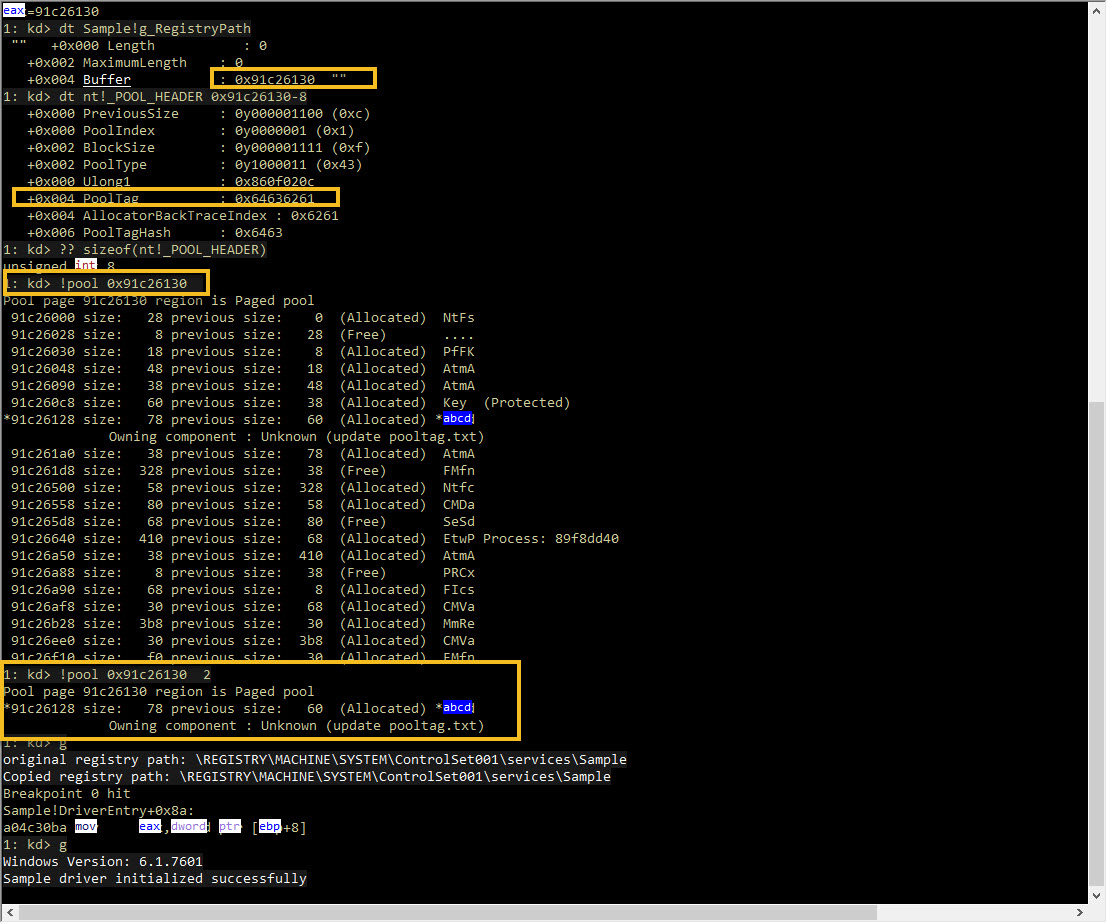 eax=91c26130
1: kd> dt Sample!g_RegistryPath
 ""   +0x000 Length           : 0
   +0x002 MaximumLength    : 0
   +0x004 Buffer           : 0x91c26130  ""
1: kd> dt nt!_POOL_HEADER 0x91c26130-8
   +0x000 PreviousSize     : 0y000001100 (0xc)
   +0x000 PoolIndex        : 0y0000001 (0x1)
   +0x002 BlockSize        : 0y000001111 (0xf)
   +0x002 PoolType         : 0y1000011 (0x43)
   +0x000 Ulong1           : 0x860f020c
   +0x004 PoolTag          : 0x64636261
   +0x004 AllocatorBackTraceIndex : 0x6261
   +0x006 PoolTagHash      : 0x6463
1: kd> ?? sizeof(nt!_POOL_HEADER)
unsigned int 8
1: kd> !pool 0x91c26130
Pool page 91c26130 region is Paged pool
 91c26000 size:   28 previous size:    0  (Allocated)  NtFs
 91c26028 size:    8 previous size:   28  (Free)       ....
 91c26030 size:   18 previous size:    8  (Allocated)  PfFK
 91c26048 size:   48 previous size:   18  (Allocated)  AtmA
 91c26090 size:   38 previous size:   48  (Allocated)  AtmA
 91c260c8 size:   60 previous size:   38  (Allocated)  Key  (Protected)
*91c26128 size:   78 previous size:   60  (Allocated) *abcd
             Owning component : Unknown (update pooltag.txt)
 91c261a0 size:   38 previous size:   78  (Allocated)  AtmA
 91c261d8 size:  328 previous size:   38  (Free)       FMfn
 91c26500 size:   58 previous size:  328  (Allocated)  Ntfc
 91c26558 size:   80 previous size:   58  (Allocated)  CMDa
 91c265d8 size:   68 previous size:   80  (Free)       SeSd
 91c26640 size:  410 previous size:   68  (Allocated)  EtwP Process: 89f8dd40
 91c26a50 size:   38 previous size:  410  (Allocated)  AtmA
 91c26a88 size:    8 previous size:   38  (Free)       PRCx
 91c26a90 size:   68 previous size:    8  (Allocated)  FIcs
 91c26af8 size:   30 previous size:   68  (Allocated)  CMVa
 91c26b28 size:  3b8 previous size:   30  (Allocated)  MmRe
 91c26ee0 size:   30 previous size:  3b8  (Allocated)  CMVa
 91c26f10 size:   f0 previous size:   30  (Allocated)  FMfn
1: kd> !pool 0x91c26130  2
Pool page 91c26130 region is Paged pool
*91c26128 size:   78 previous size:   60  (Allocated) *abcd
             Owning component : Unknown (update pooltag.txt)
1: kd> g
original registry path: \REGISTRY\MACHINE\SYSTEM\ControlSet001\services\Sample
Copied registry path: \REGISTRY\MACHINE\SYSTEM\ControlSet001\services\Sample
Breakpoint 0 hit
Sample!DriverEntry+0x8a:
a04c30ba mov     eax,dword ptr [ebp+8]
1: kd> g
Windows Version: 6.1.7601
Sample driver initialized successfully